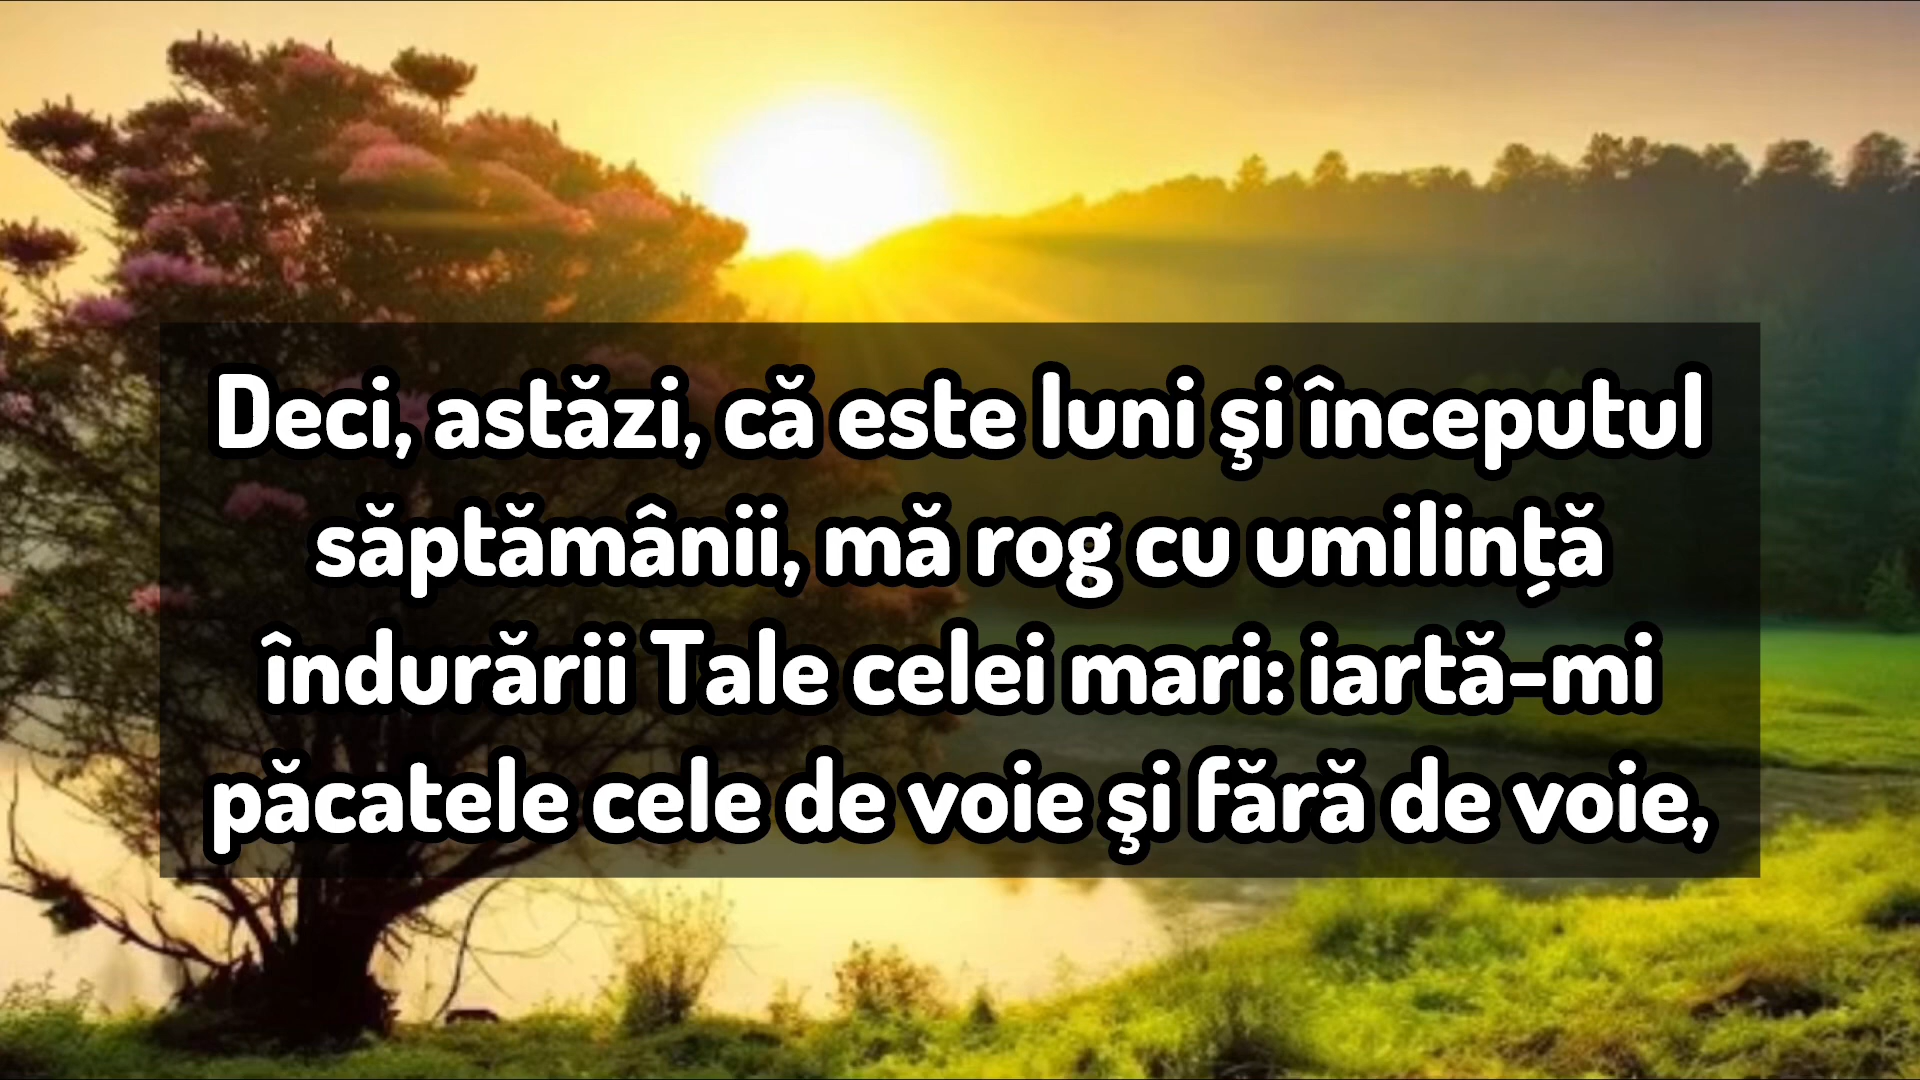 Deci, astăzi, că este luni şi începutul
săptămânii, mă rog cu umilință
îndurării Tale celei mari: iartă-mi
păcatele cele de voie şi fără de voie,